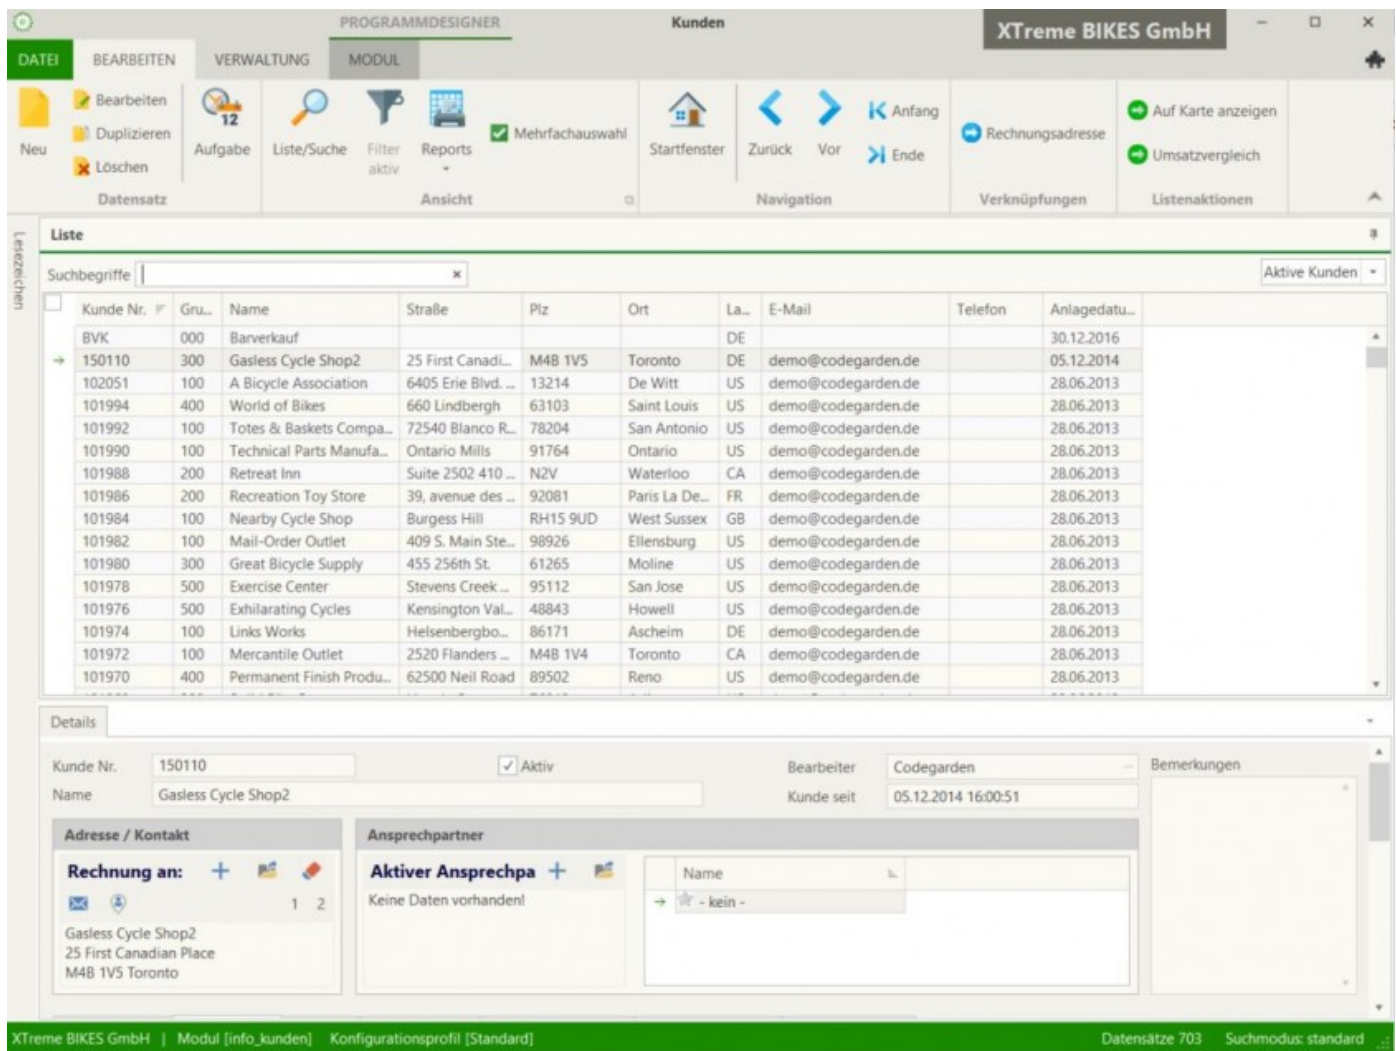 PROGRAMMDESIGNER Kunden XTreme BIKES GmbH
DATEI BEARBEITEN VERWALTUNG MODUL
Neu
Bearbeiten
Duplizieren
Löschen
Datensatz
12
Aufgabe
Liste/Suche
Filter aktiv
Reports
Mehrfachauswahl
Ansicht
Startfenster
Zurück
Vor
Anfang
Ende
Navigation
Rechnungsadresse
Verknüpfungen
Auf Karte anzeigen
Umsatzvergleich
Listenaktionen
Lesezeichen
Liste
Suchbegriffe Aktive Kunden
Kunde Nr. Gru... Name Straße Plz Ort La... E-Mail Telefon Anlagedatu...
BVK 000 Barverkauf DE 30.12.2016
150110 300 Gasless Cycle Shop2 25 First Canadi... M4B 1V5 Toronto DE demo@codegarden.de 05.12.2014
102051 100 A Bicycle Association 6405 Erie Blvd. ... 13214 De Witt US demo@codegarden.de 28.06.2013
101994 400 World of Bikes 660 Lindbergh 63103 Saint Louis US demo@codegarden.de 28.06.2013
101992 100 Totes & Baskets Compa... 72540 Blanco R... 78204 San Antonio US demo@codegarden.de 28.06.2013
101990 100 Technical Parts Manufa... Ontario Mills 91764 Ontario US demo@codegarden.de 28.06.2013
101988 200 Retreat Inn Suite 2502 410 ... N2V Waterloo CA demo@codegarden.de 28.06.2013
101986 200 Recreation Toy Store 39, avenue des ... 92081 Paris La De... FR demo@codegarden.de 28.06.2013
101984 100 Nearby Cycle Shop Burgess Hill RH15 9UD West Sussex GB demo@codegarden.de 28.06.2013
101982 100 Mail-Order Outlet 409 S. Main Ste... 98926 Ellensburg US demo@codegarden.de 28.06.2013
101980 300 Great Bicycle Supply 455 256th St. 61265 Moline US demo@codegarden.de 28.06.2013
101978 500 Exercise Center Stevens Creek ... 95112 San Jose US demo@codegarden.de 28.06.2013
101976 500 Exhilarating Cycles Kensington Val... 48843 Howell US demo@codegarden.de 28.06.2013
101974 100 Links Works Helsenbergbo... 86171 Ascheim DE demo@codegarden.de 28.06.2013
101972 100 Mercantile Outlet 2520 Flanders ... M4B 1V4 Toronto CA demo@codegarden.de 28.06.2013
101970 400 Permanent Finish Produ... 62500 Neil Road 89502 Reno US demo@codegarden.de 28.06.2013
Details
Kunde Nr. 150110 Aktiv Bearbeiter Codegarden ... Bemerkungen
Name Gasless Cycle Shop2 Kunde seit 05.12.2014 16:00:51
Adresse / Kontakt
Rechnung an:
1 2
Gasless Cycle Shop2
25 First Canadian Place
M4B 1V5 Toronto
Ansprechpartner
Aktiver Ansprechpa
Keine Daten vorhanden!
Name
- kein -
XTreme BIKES GmbH | Modul [info_kunden] Konfigurationsprofil [Standard] Datensätze 703 Suchmodus: standard